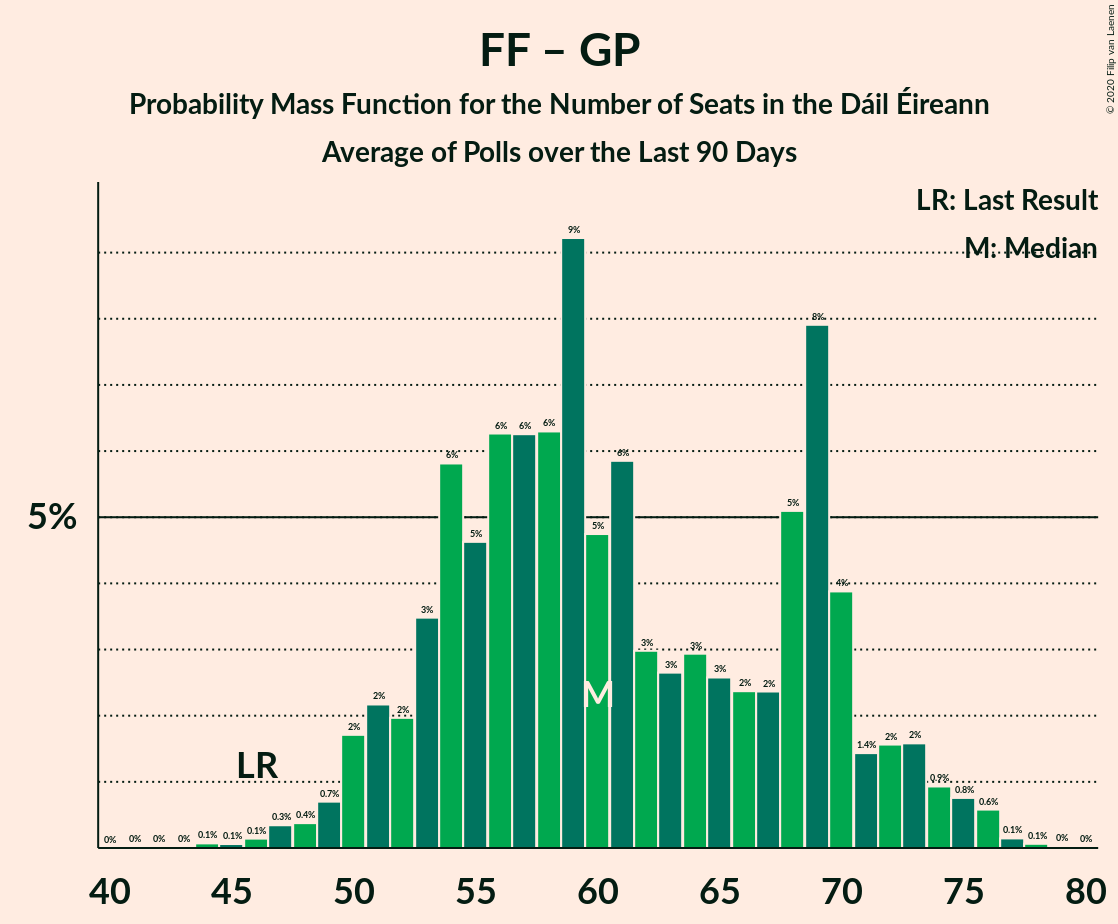 FF – GP
Probability Mass Function for the Number of Seats in the Dáil Éireann
Average of Polls over the Last 90 Days
© 2020 Filip van Laenen
LR: Last Result
M: Median
5%
0% 0% 0% 0% 0.1% 0.1% 0.1% 0.3% 0.4% 0.7% 2% 2% 2% 3% 6% 5% 6% 6% 6% 9% 5% 6% 3% 3% 3% 3% 2% 2% 5% 8% 4% 1.4% 2% 2% 0.9% 0.8% 0.6% 0.1% 0.1% 0% 0%
LR
M
40 45 50 55 60 65 70 75 80